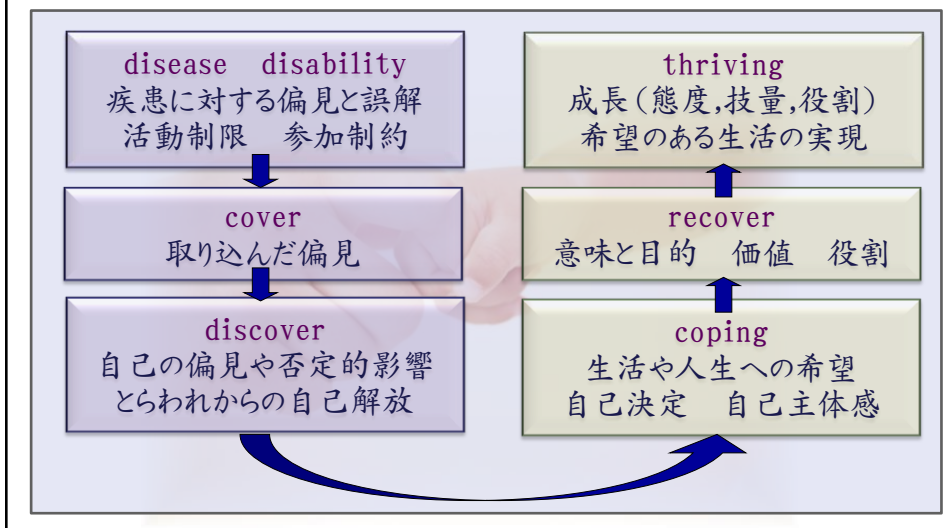 disease disability
疾患に対する偏見と誤解
活動制限 参加制約
cover
取り込んだ偏見
discover
自己の偏見や否定的影響
とらわれからの自己解放
coping
生活や人生への希望
自己決定 自己主体感
recover
意味と目的 価値 役割
thriving
成長(態度,技量,役割)
希望のある生活の実現